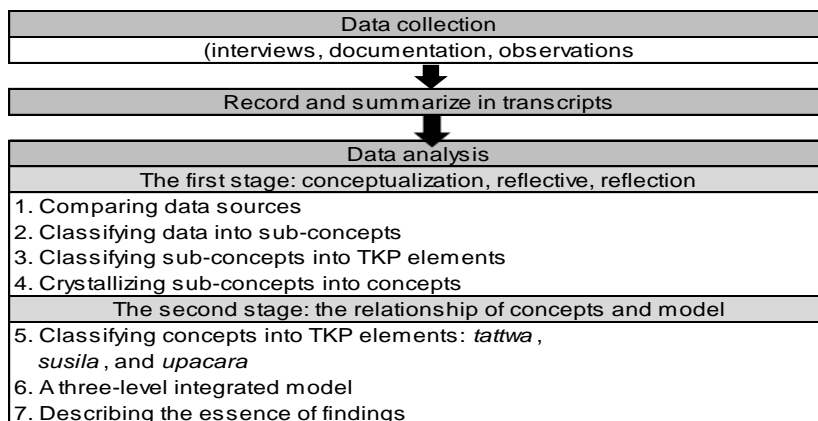 Data collection
(interviews, documentation, observations
Record and summarize in transcripts
Data analysis
The first stage: conceptualization, reflective, reflection
1. Comparing data sources
2. Classifying data into sub-concepts
3. Classifying sub-concepts into TKP elements
4. Crystallizing sub-concepts into concepts
The second stage: the relationship of concepts and model
5. Classifying concepts into TKP elements: tattwa,
susila, and upacara
6. A three-level integrated model
7. Describing the essence of findings